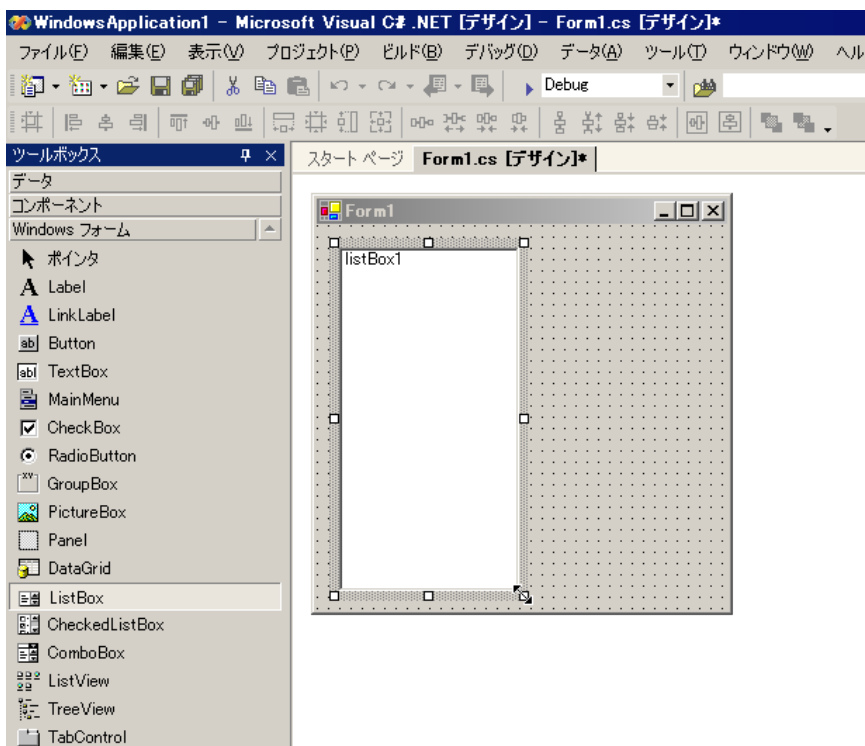 WindowsApplication1 - Microsoft Visual C# .NET [デザイン] - Form1.cs [デザイン]*
ファイル(F) 編集(E) 表示(V) プロジェクト(P) ビルド(B) デバッグ(D) データ(A) ツール(T) ウィンドウ(W) ヘル
Debug
ツールボックス
スタート ページ Form1.cs [デザイン]*
データ
コンポーネント
Windows フォーム
ポインタ
A Label
A LinkLabel
ab Button
abl TextBox
MainMenu
CheckBox
RadioButton
XY GroupBox
PictureBox
Panel
DataGrid
ListBox
CheckedListBox
ComboBox
ListView
TreeView
TabControl
Form1
listBox1